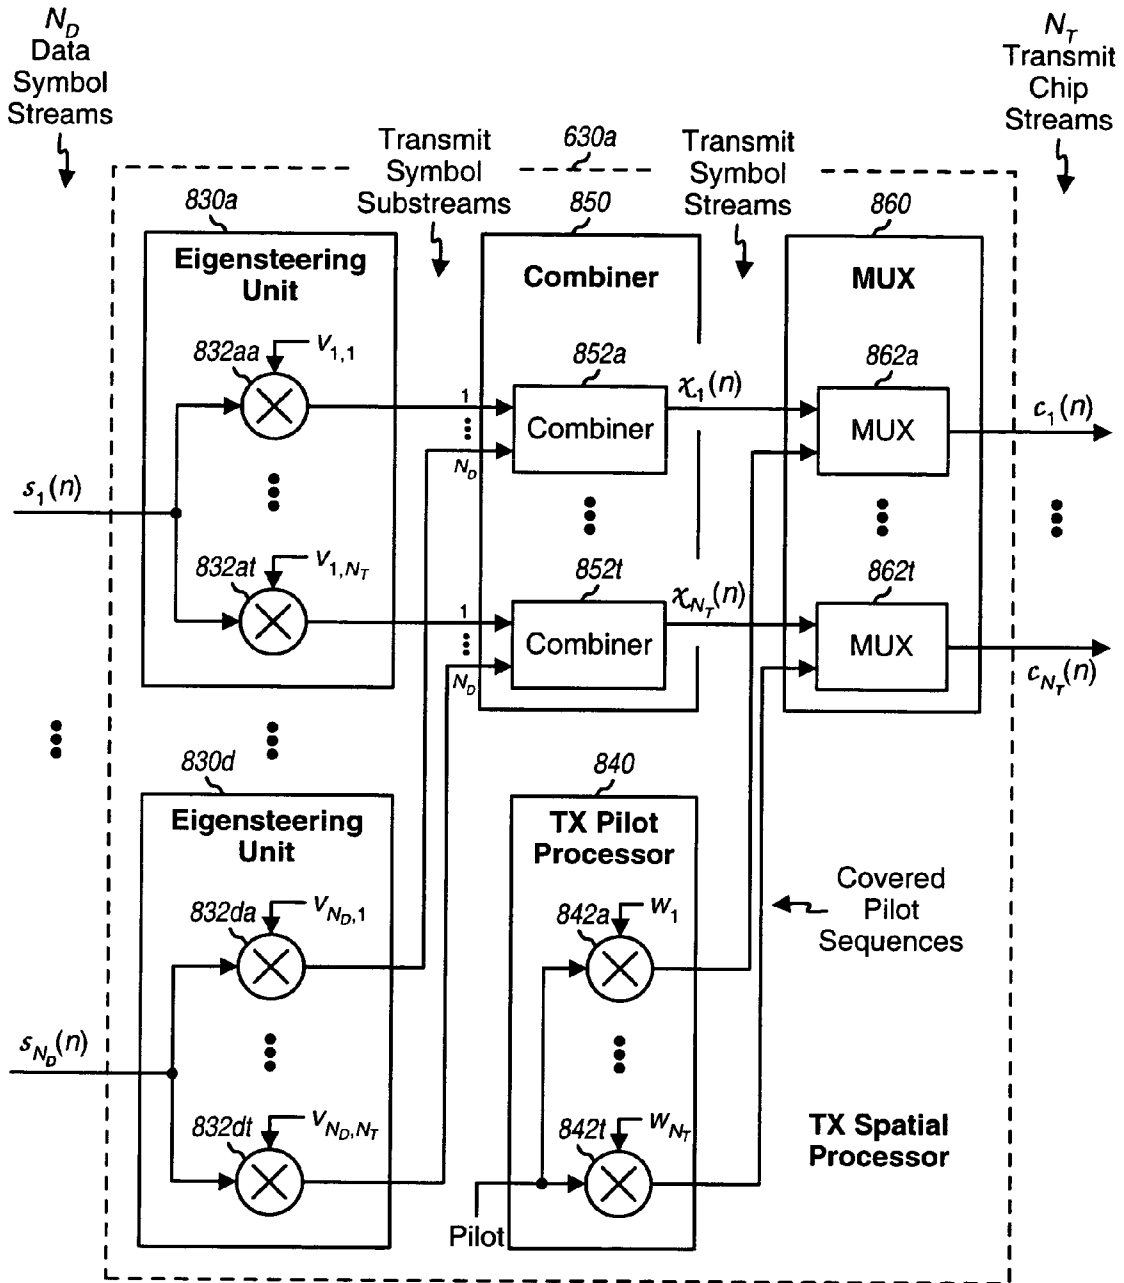 N_D
Data
Symbol
Streams
N_T
Transmit
Chip
Streams
Transmit
Symbol
Substreams
630a
Transmit
Symbol
Streams
830a
850
860
Eigensteering
Unit
Combiner
MUX
832aa
V_{1,1}
852a
862a
1
N_D
Combiner
χ_1(n)
MUX
c_1(n)
s_1(n)
832at
V_{1,N_T}
852t
862t
1
N_D
Combiner
χ_{N_T}(n)
MUX
c_{N_T}(n)
830d
840
Eigensteering
Unit
TX Pilot
Processor
832da
V_{N_D,1}
842a
W_1
Covered
Pilot
Sequences
s_{N_D}(n)
832dt
V_{N_D,N_T}
842t
W_{N_T}
TX Spatial
Processor
Pilot